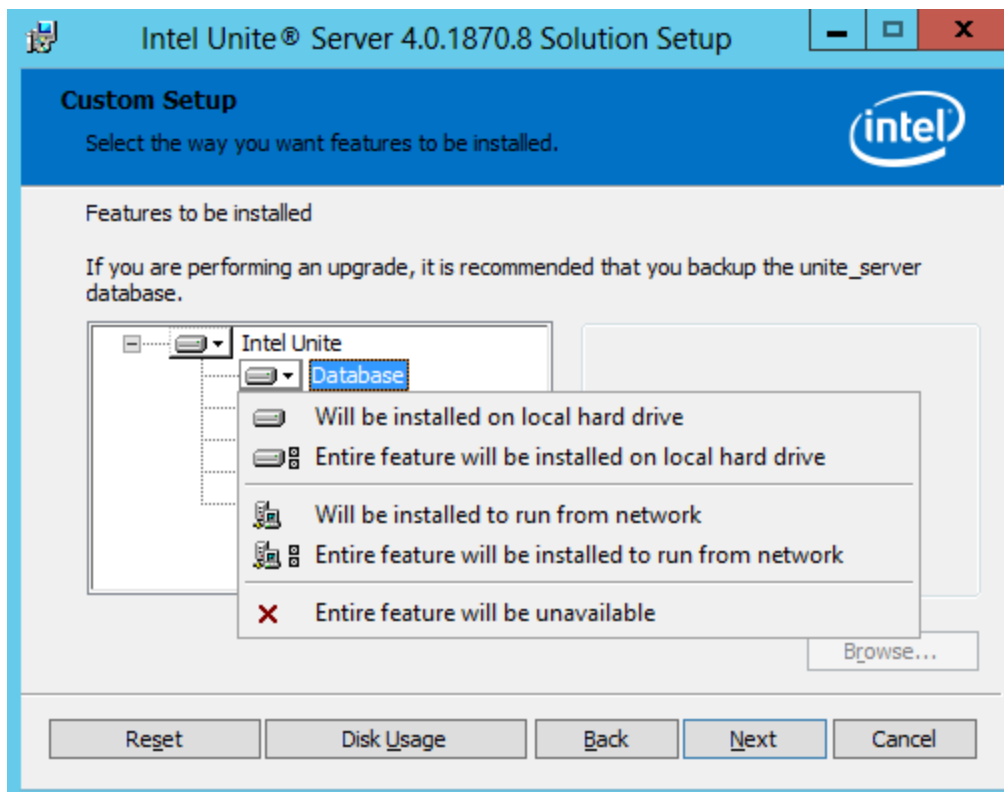 Intel Unite® Server 4.0.1870.8 Solution Setup
Custom Setup
Select the way you want features to be installed.
intel
Features to be installed
If you are performing an upgrade, it is recommended that you backup the unite_server
database.
Intel Unite
Database
Will be installed on local hard drive
Entire feature will be installed on local hard drive
Will be installed to run from network
Entire feature will be installed to run from network
Entire feature will be unavailable
Browse...
Reset
Disk Usage
Back
Next
Cancel